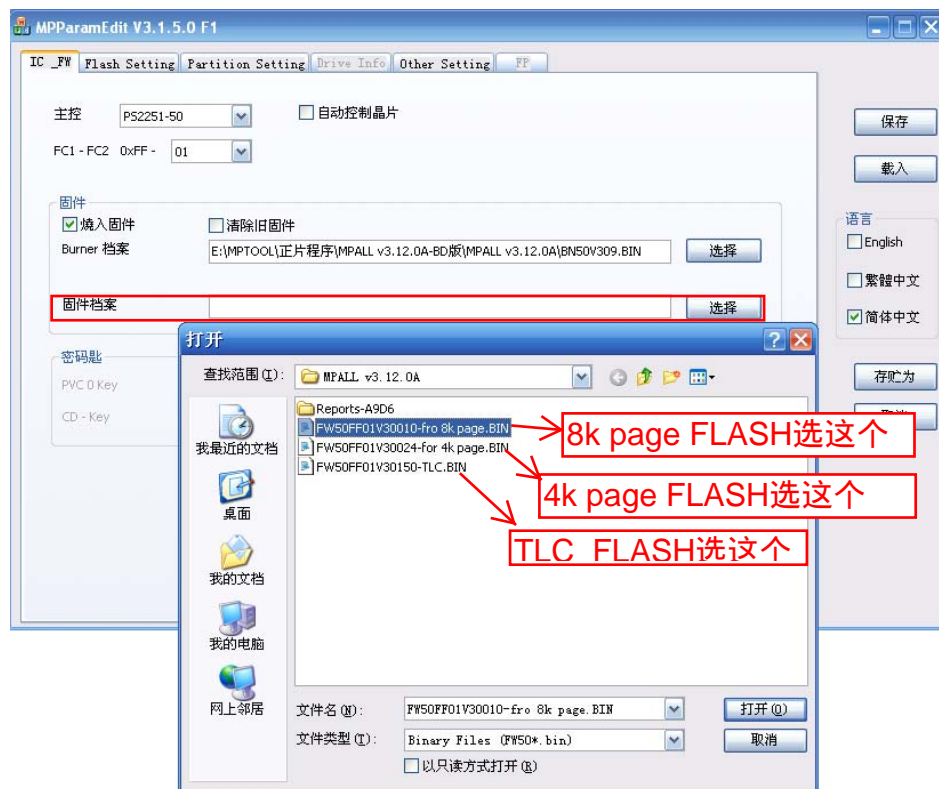 MPParamEdit V3.1.5.0 F1
IC _FW Flash Setting Partition Setting Drive Info Other Setting FP
主控 PS2251-50 自动控制晶片
FC1 - FC2 0xFF - 01
保存
载入
固件
燒入固件 清除旧固件
Burner 档案 E:\MPTOOL\正片程序\MPALL v3.12.0A-BD版\MPALL v3.12.0A\BN50V309.BIN 选择
固件档案 选择
语言
English
繁體中文
简体中文
密码匙
PVC 0 Key
CD - Key
存贮为
打开
查找范围(I): MPALL v3.12.0A
我最近的文档
桌面
我的文档
我的电脑
网上邻居
Reports-A9D6
FW50FF01V30010-fro 8k page.BIN
FW50FF01V30024-for 4k page.BIN
FW50FF01V30150-TLC.BIN
8k page FLASH选这个
4k page FLASH选这个
TLC FLASH选这个
文件名(N): FW50FF01V30010-fro 8k page.BIN 打开(O)
文件类型(T): Binary Files (FW50*.bin) 取消
以只读方式打开(R)